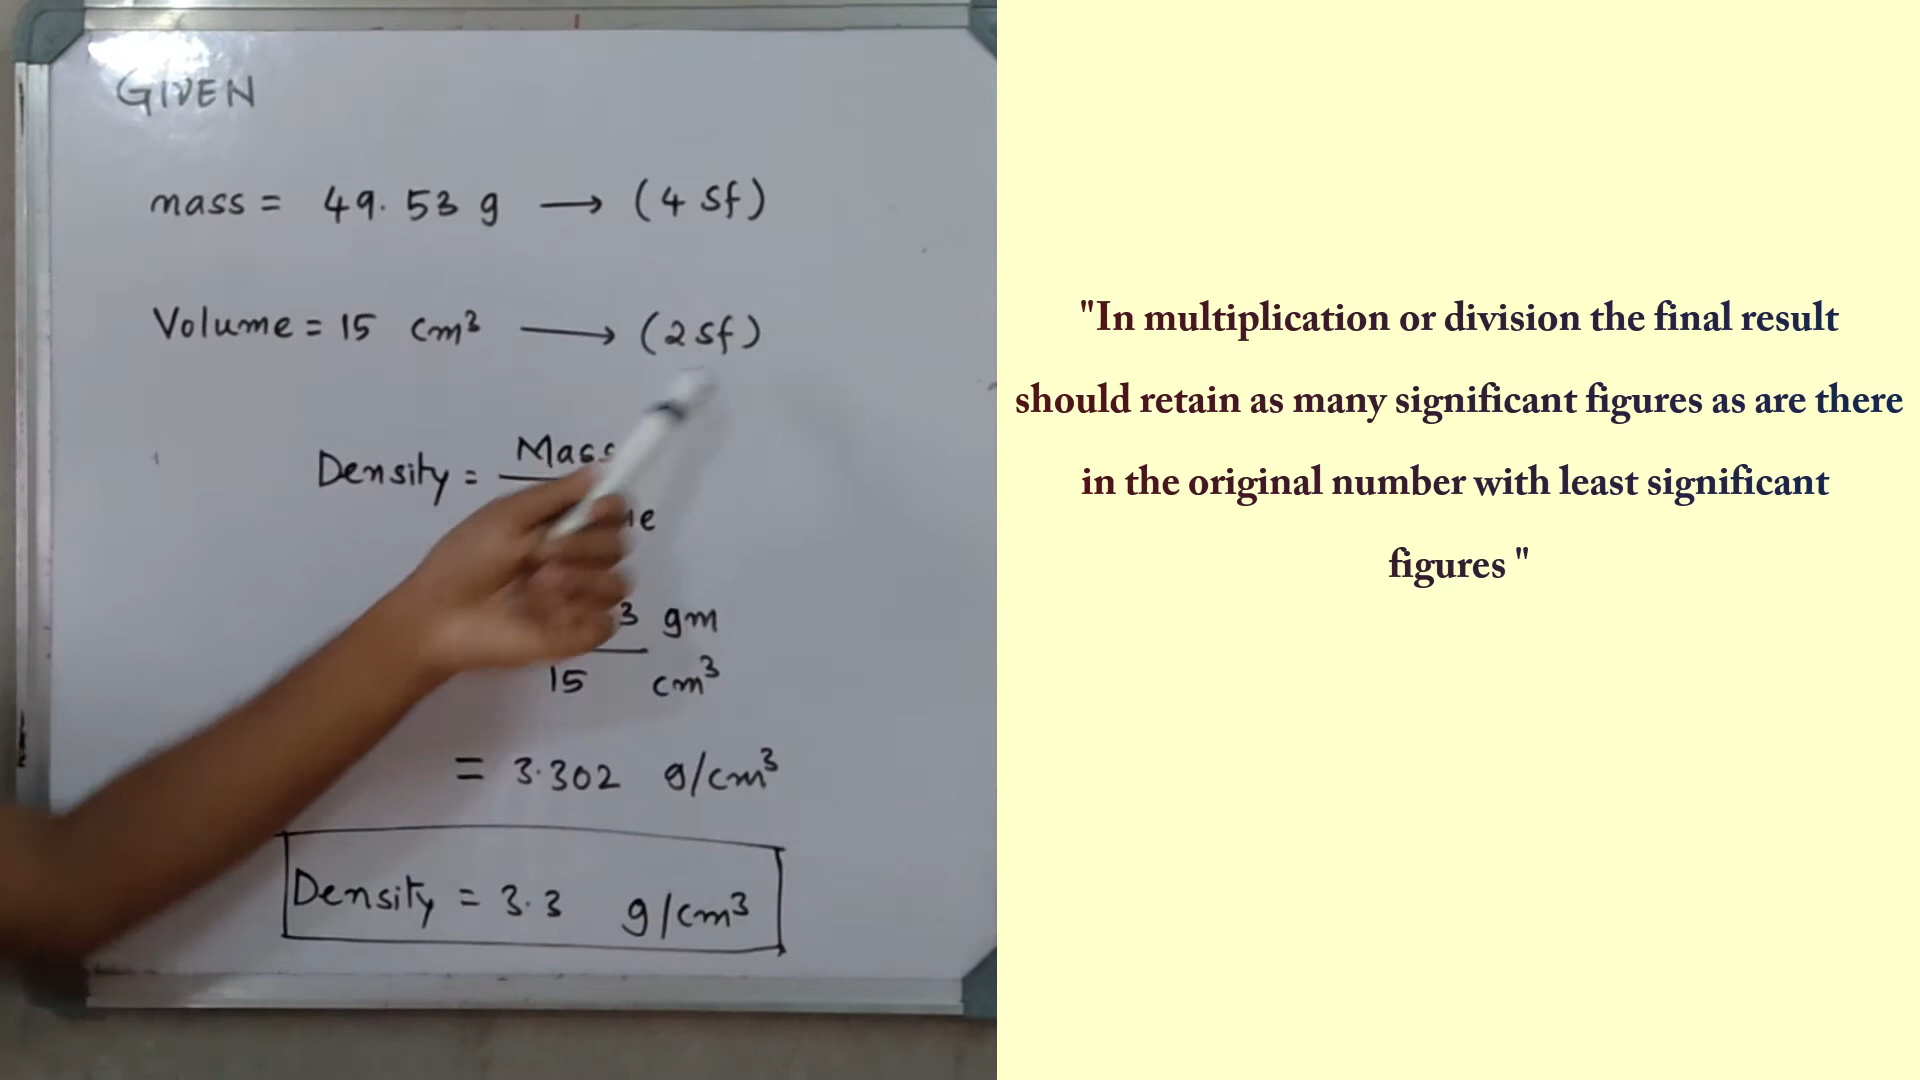 GIVEN
mass = 49.53 g → (4 sf)
Volume = 15 cm³ → (2 sf)
Density = Mass
3 gm
15 cm³
= 3.302 g/cm³
Density = 3.3 g/cm³
"In multiplication or division the final result
should retain as many significant figures as are there
in the original number with least significant
figures "